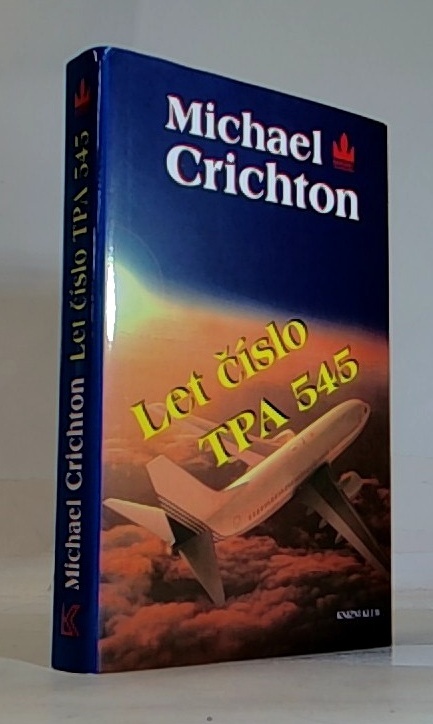 Michael
Crichton
Let číslo
TPA 545
KNIŽNÍ KLUB
Michael Crichton Let číslo TPA 545